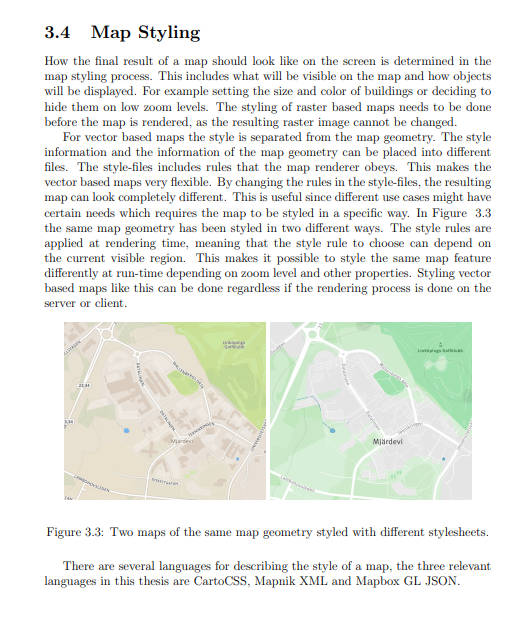 3.4 Map Styling
How the final result of a map should look like on the screen is determined in the
map styling process. This includes what will be visible on the map and how objects
will be displayed. For example setting the size and color of buildings or deciding to
hide them on low zoom levels. The styling of raster based maps needs to be done
before the map is rendered, as the resulting raster image cannot be changed.
For vector based maps the style is separated from the map geometry. The style
information and the information of the map geometry can be placed into different
files. The style-files includes rules that the map renderer obeys. This makes the
vector based maps very flexible. By changing the rules in the style-files, the resulting
map can look completely different. This is useful since different use cases might have
certain needs which requires the map to be styled in a specific way. In Figure 3.3
the same map geometry has been styled in two different ways. The style rules are
applied at rendering time, meaning that the style rule to choose can depend on
the current visible region. This makes it possible to style the same map feature
differently at run-time depending on zoom level and other properties. Styling vector
based maps like this can be done regardless if the rendering process is done on the
server or client.
Linköpings
Golfklubb
Linköpings Golfklubb
Mjärdevi
Mjärdevi
Figure 3.3: Two maps of the same map geometry styled with different stylesheets.
There are several languages for describing the style of a map, the three relevant
languages in this thesis are CartoCSS, Mapnik XML and Mapbox GL JSON.